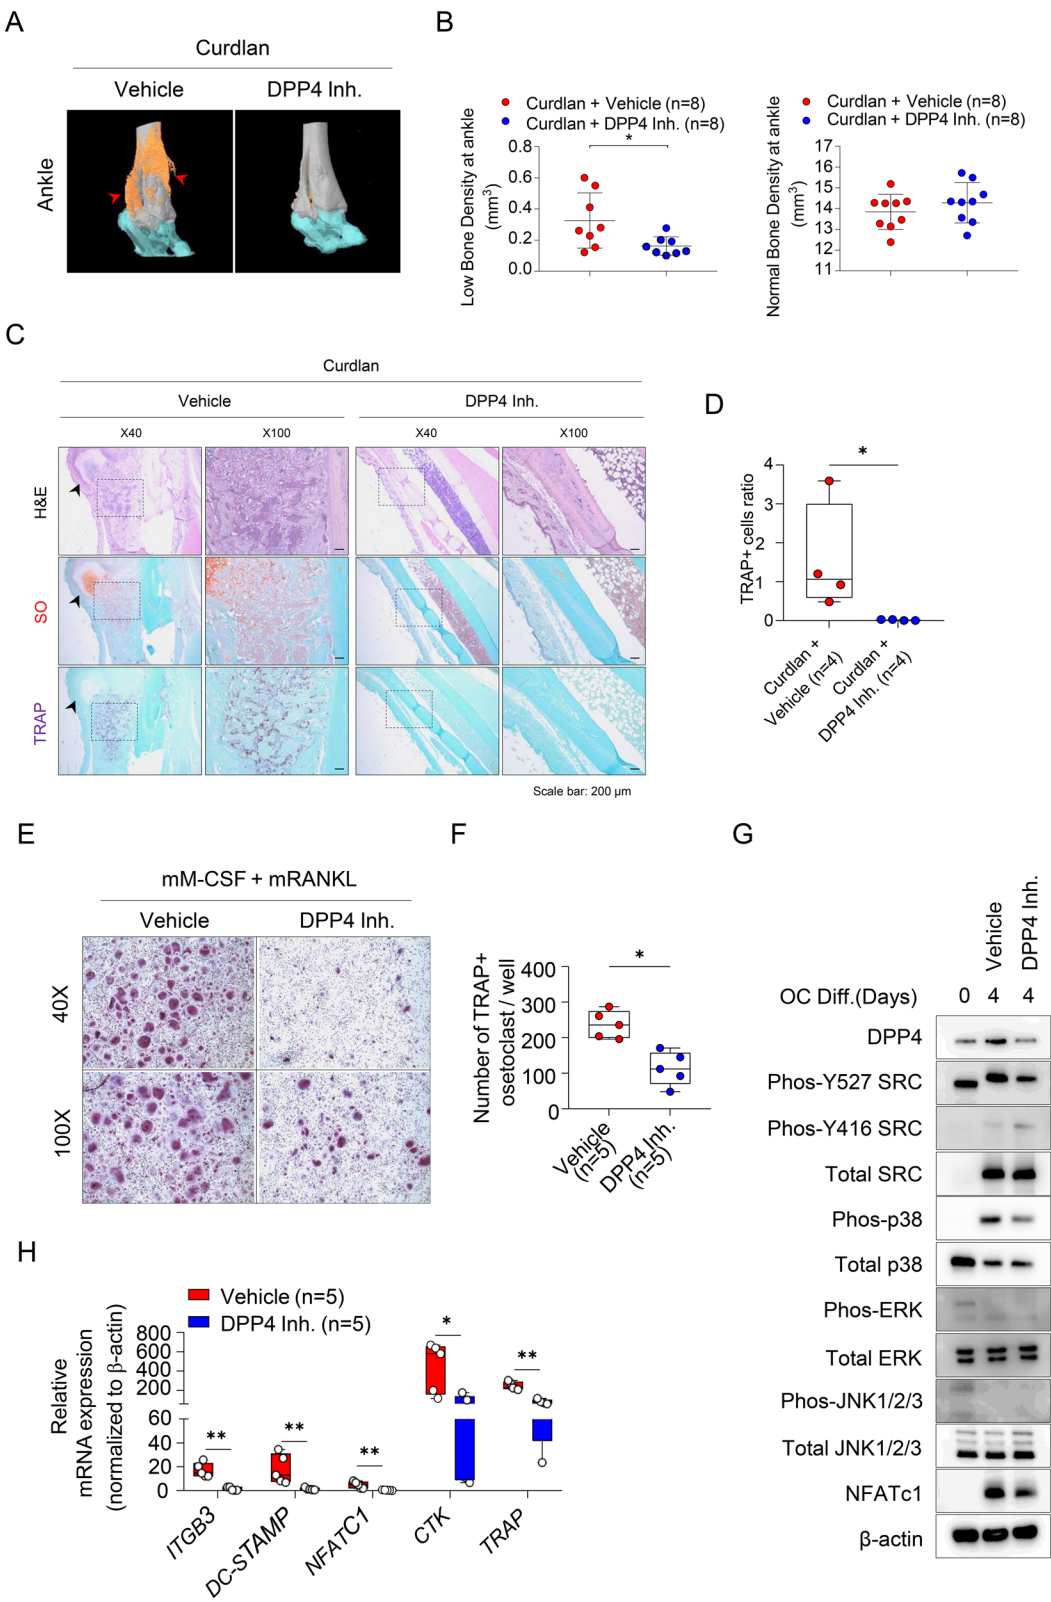 A
Curdlan
Vehicle
DPP4 Inh.
Ankle
B
Curdlan + Vehicle (n=8)
Curdlan + DPP4 Inh. (n=8)
*
Low Bone Density at ankle
(mm³)
0.8
0.6
0.4
0.2
0.0
Curdlan + Vehicle (n=8)
Curdlan + DPP4 Inh. (n=8)
Normal Bone Density at ankle
(mm³)
17
16
15
14
13
12
11
C
Curdlan
Vehicle
DPP4 Inh.
X40
X100
X40
X100
H&E
SO
TRAP
Scale bar: 200 μm
D
*
TRAP+ cells ratio
4
3
2
1
0
Curdlan +
Vehicle (n=4)
Curdlan +
DPP4 Inh. (n=4)
E
mM-CSF + mRANKL
Vehicle
DPP4 Inh.
40X
100X
F
*
Number of TRAP+
osetoclast / well
400
300
200
100
0
Vehicle
(n=5)
DPP4 Inh.
(n=5)
G
Vehicle
DPP4 Inh.
OC Diff.(Days)
0
4
4
DPP4
Phos-Y527 SRC
Phos-Y416 SRC
Total SRC
Phos-p38
Total p38
Phos-ERK
Total ERK
Phos-JNK1/2/3
Total JNK1/2/3
NFATc1
β-actin
H
Vehicle (n=5)
DPP4 Inh. (n=5)
Relative
mRNA expression
(normalized to β-actin)
800
600
400
200
60
40
20
0
**
**
**
*
**
ITGB3
DC-STAMP
NFATC1
CTK
TRAP